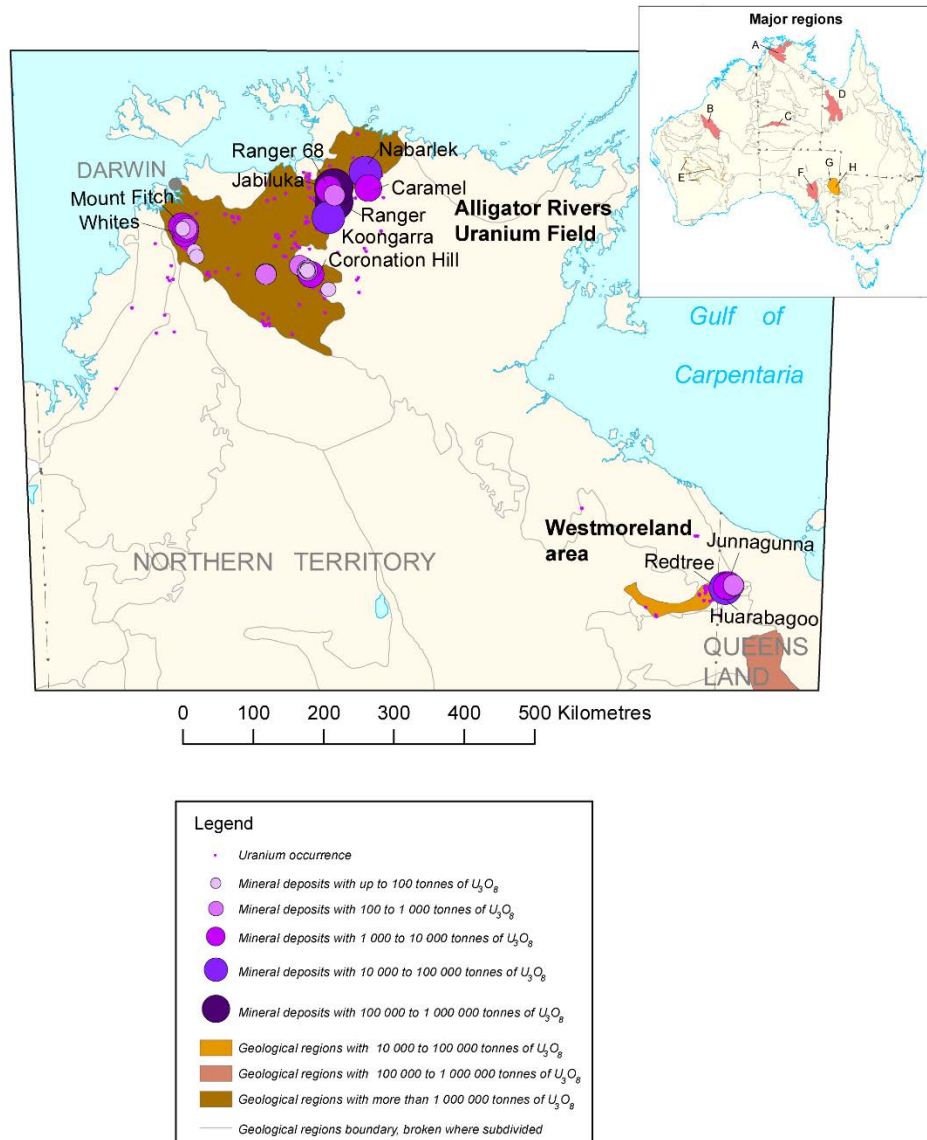 Major regions
A
B
C
D
E
F
G
H
DARWIN
Ranger 68
Nabarlek
Jabiluka
Caramel
Mount Fitch
Whites
Ranger
Koongarra
Coronation Hill
Alligator Rivers
Uranium Field
Gulf of
Carpentaria
Westmoreland
area
Junnagunna
Redtree
Huarabagoo
NORTHERN TERRITORY
QUEENS
LAND
0 100 200 300 400 500 Kilometres
Legend
Uranium occurrence
Mineral deposits with up to 100 tonnes of U₃O₈
Mineral deposits with 100 to 1 000 tonnes of U₃O₈
Mineral deposits with 1 000 to 10 000 tonnes of U₃O₈
Mineral deposits with 10 000 to 100 000 tonnes of U₃O₈
Mineral deposits with 100 000 to 1 000 000 tonnes of U₃O₈
Geological regions with 10 000 to 100 000 tonnes of U₃O₈
Geological regions with 100 000 to 1 000 000 tonnes of U₃O₈
Geological regions with more than 1 000 000 tonnes of U₃O₈
Geological regions boundary, broken where subdivided